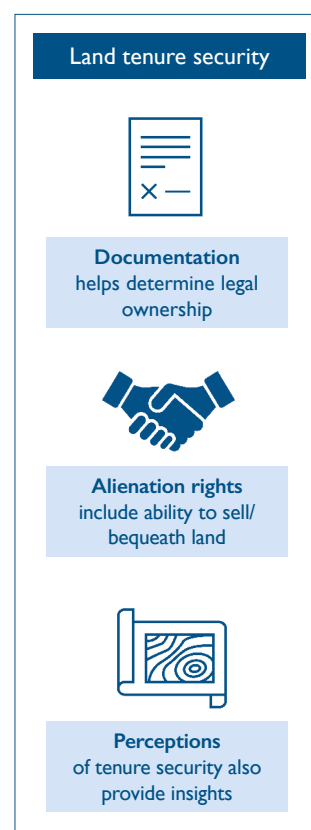 Land tenure security
Documentation
helps determine legal
ownership
Alienation rights
include ability to sell/
bequeath land
Perceptions
of tenure security also
provide insights